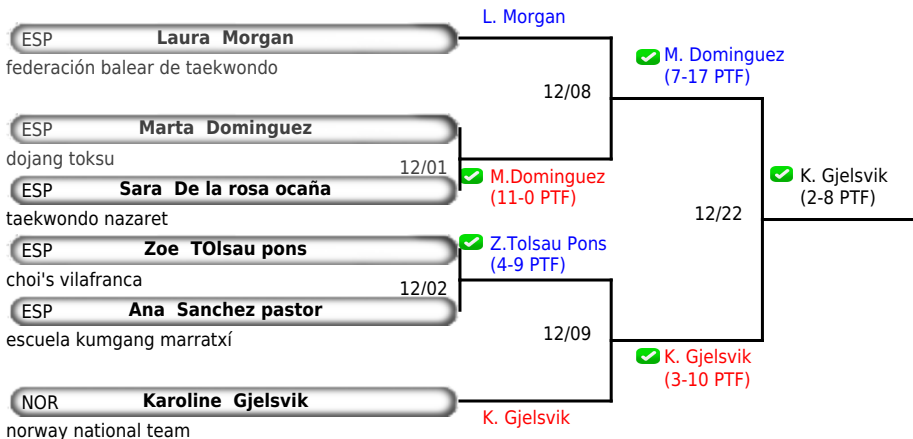 L. Morgan
ESP Laura Morgan
federación balear de taekwondo
M. Dominguez
(7-17 PTF)
12/08
ESP Marta Dominguez
dojang toksu
12/01
M.Dominguez
(11-0 PTF)
ESP Sara De la rosa ocaña
taekwondo nazaret
K. Gjelsvik
(2-8 PTF)
12/22
ESP Zoe TOlsau pons
choi's vilafranca
Z.Tolsau Pons
(4-9 PTF)
12/02
ESP Ana Sanchez pastor
escuela kumgang marratxí
12/09
K. Gjelsvik
(3-10 PTF)
NOR Karoline Gjelsvik
norway national team
K. Gjelsvik